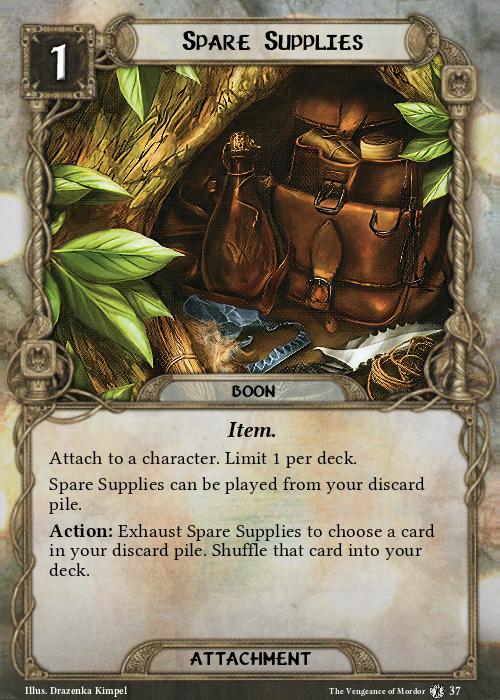 1
Spare Supplies
BOON
Item.
Attach to a character. Limit 1 per deck.
Spare Supplies can be played from your discard
pile.
Action: Exhaust Spare Supplies to choose a card
in your discard pile. Shuffle that card into your
deck.
ATTACHMENT
Illus. Drazenka Kimpel
The Vengeance of Mordor 37